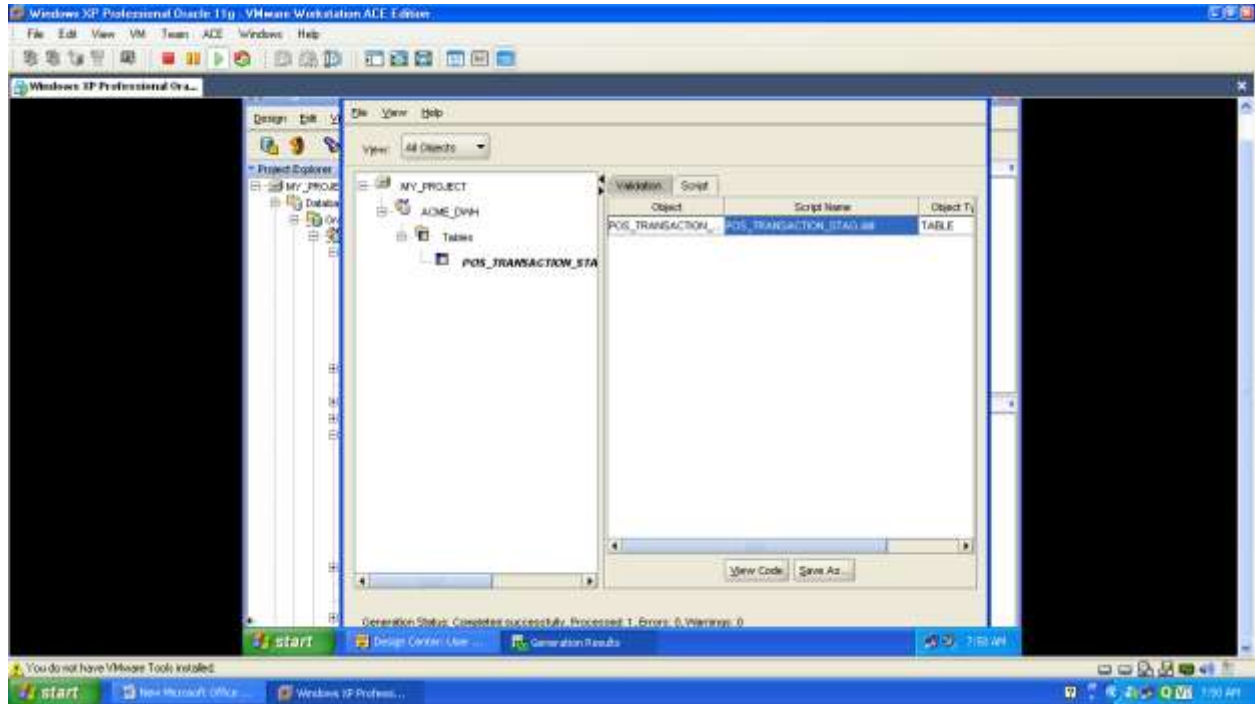 Windows XP Professional Oracle 11g - VMware Workstation ACE Edition
File Edit View VM Team ACE Windows Help
Windows XP Professional Ora...
Design Edit
File View Help
View: All Objects
Project Explorer
MY_PROJE
MY_PROJECT
Validation Script
Databa
ACME_DWH
Object Script Name Object Ty
POS_TRANSACTION_ POS_TRANSACTION_STAG.ddl TABLE
Tables
POS_TRANSACTION_STA
View Code Save As...
Generation Status: Completed successfully. Processed: 1, Errors: 0, Warnings: 0
start Design Center: User ... Generation Results 7:50 AM
You do not have VMware Tools installed.
start New Microsoft Office ... Windows XP Profess... 7:50 AM